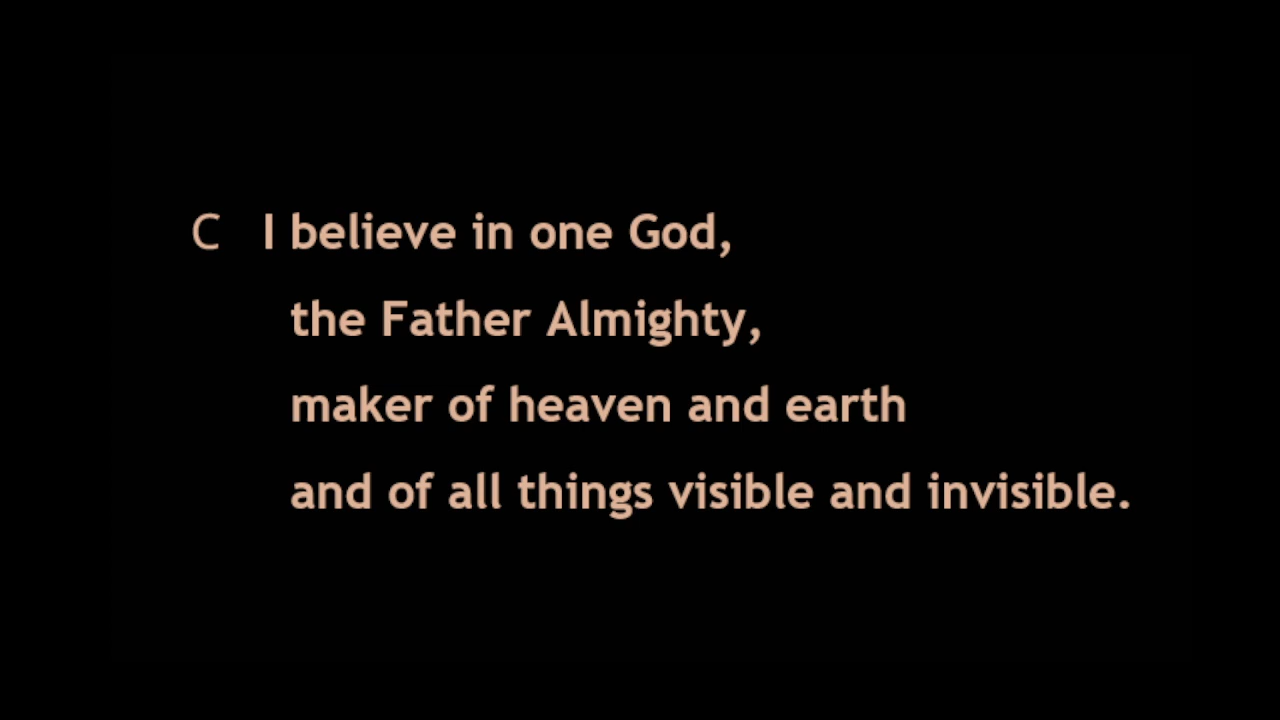 C I believe in one God,
the Father Almighty,
maker of heaven and earth
and of all things visible and invisible.